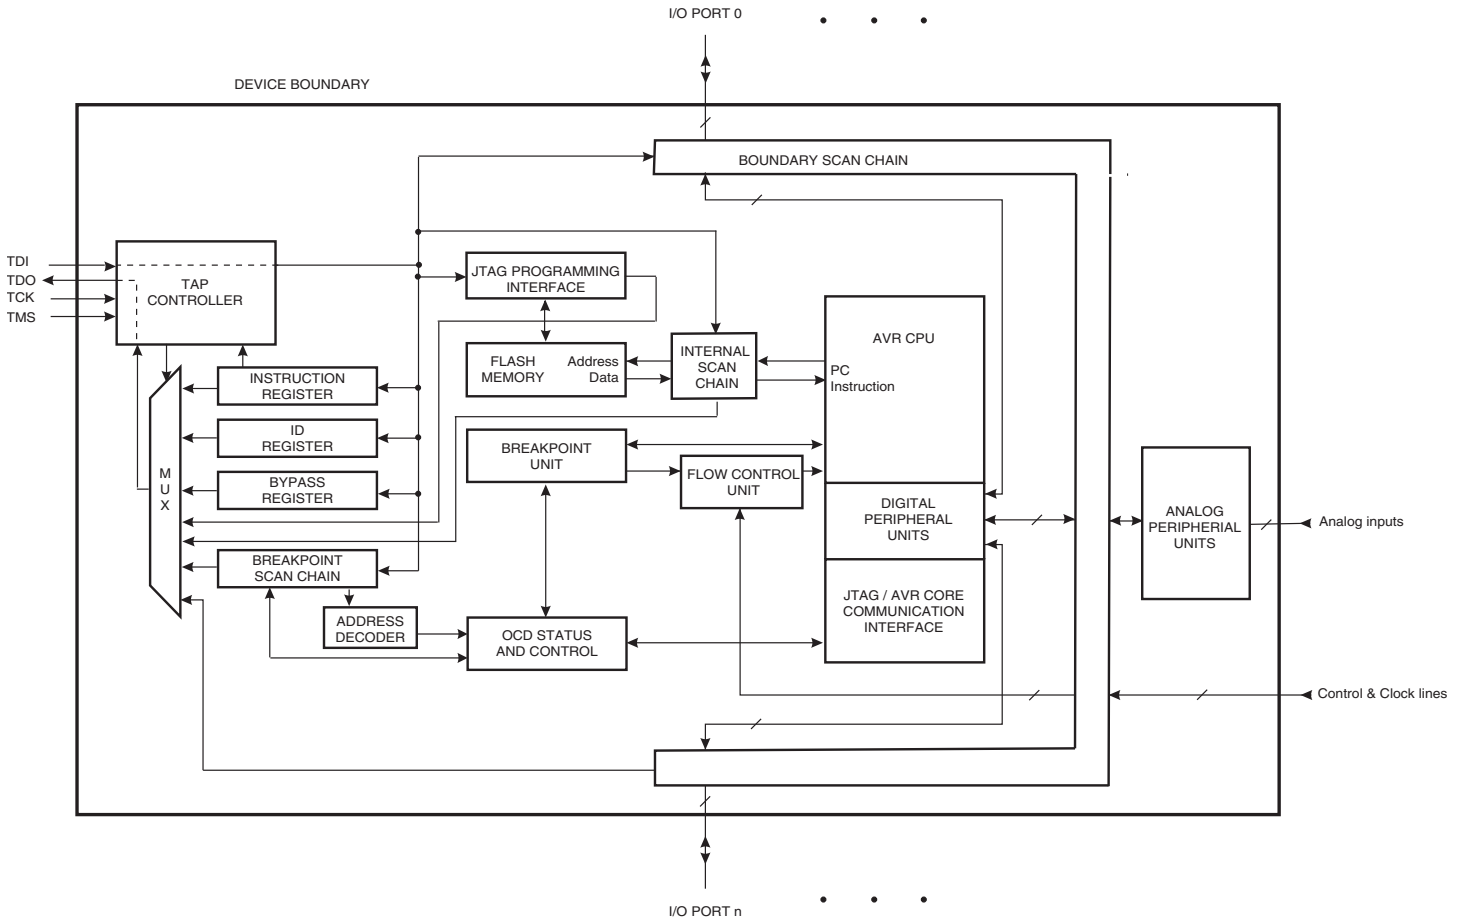 I/O PORT 0
DEVICE BOUNDARY
BOUNDARY SCAN CHAIN
TDI
TDO
TCK
TMS
TAP
CONTROLLER
JTAG PROGRAMMING
INTERFACE
FLASH
MEMORY
Address
Data
INTERNAL
SCAN
CHAIN
AVR CPU
PC
Instruction
INSTRUCTION
REGISTER
ID
REGISTER
BYPASS
REGISTER
M
U
X
BREAKPOINT
UNIT
FLOW CONTROL
UNIT
DIGITAL
PERIPHERAL
UNITS
ANALOG
PERIPHERIAL
UNITS
Analog inputs
BREAKPOINT
SCAN CHAIN
ADDRESS
DECODER
OCD STATUS
AND CONTROL
JTAG / AVR CORE
COMMUNICATION
INTERFACE
Control & Clock lines
I/O PORT n